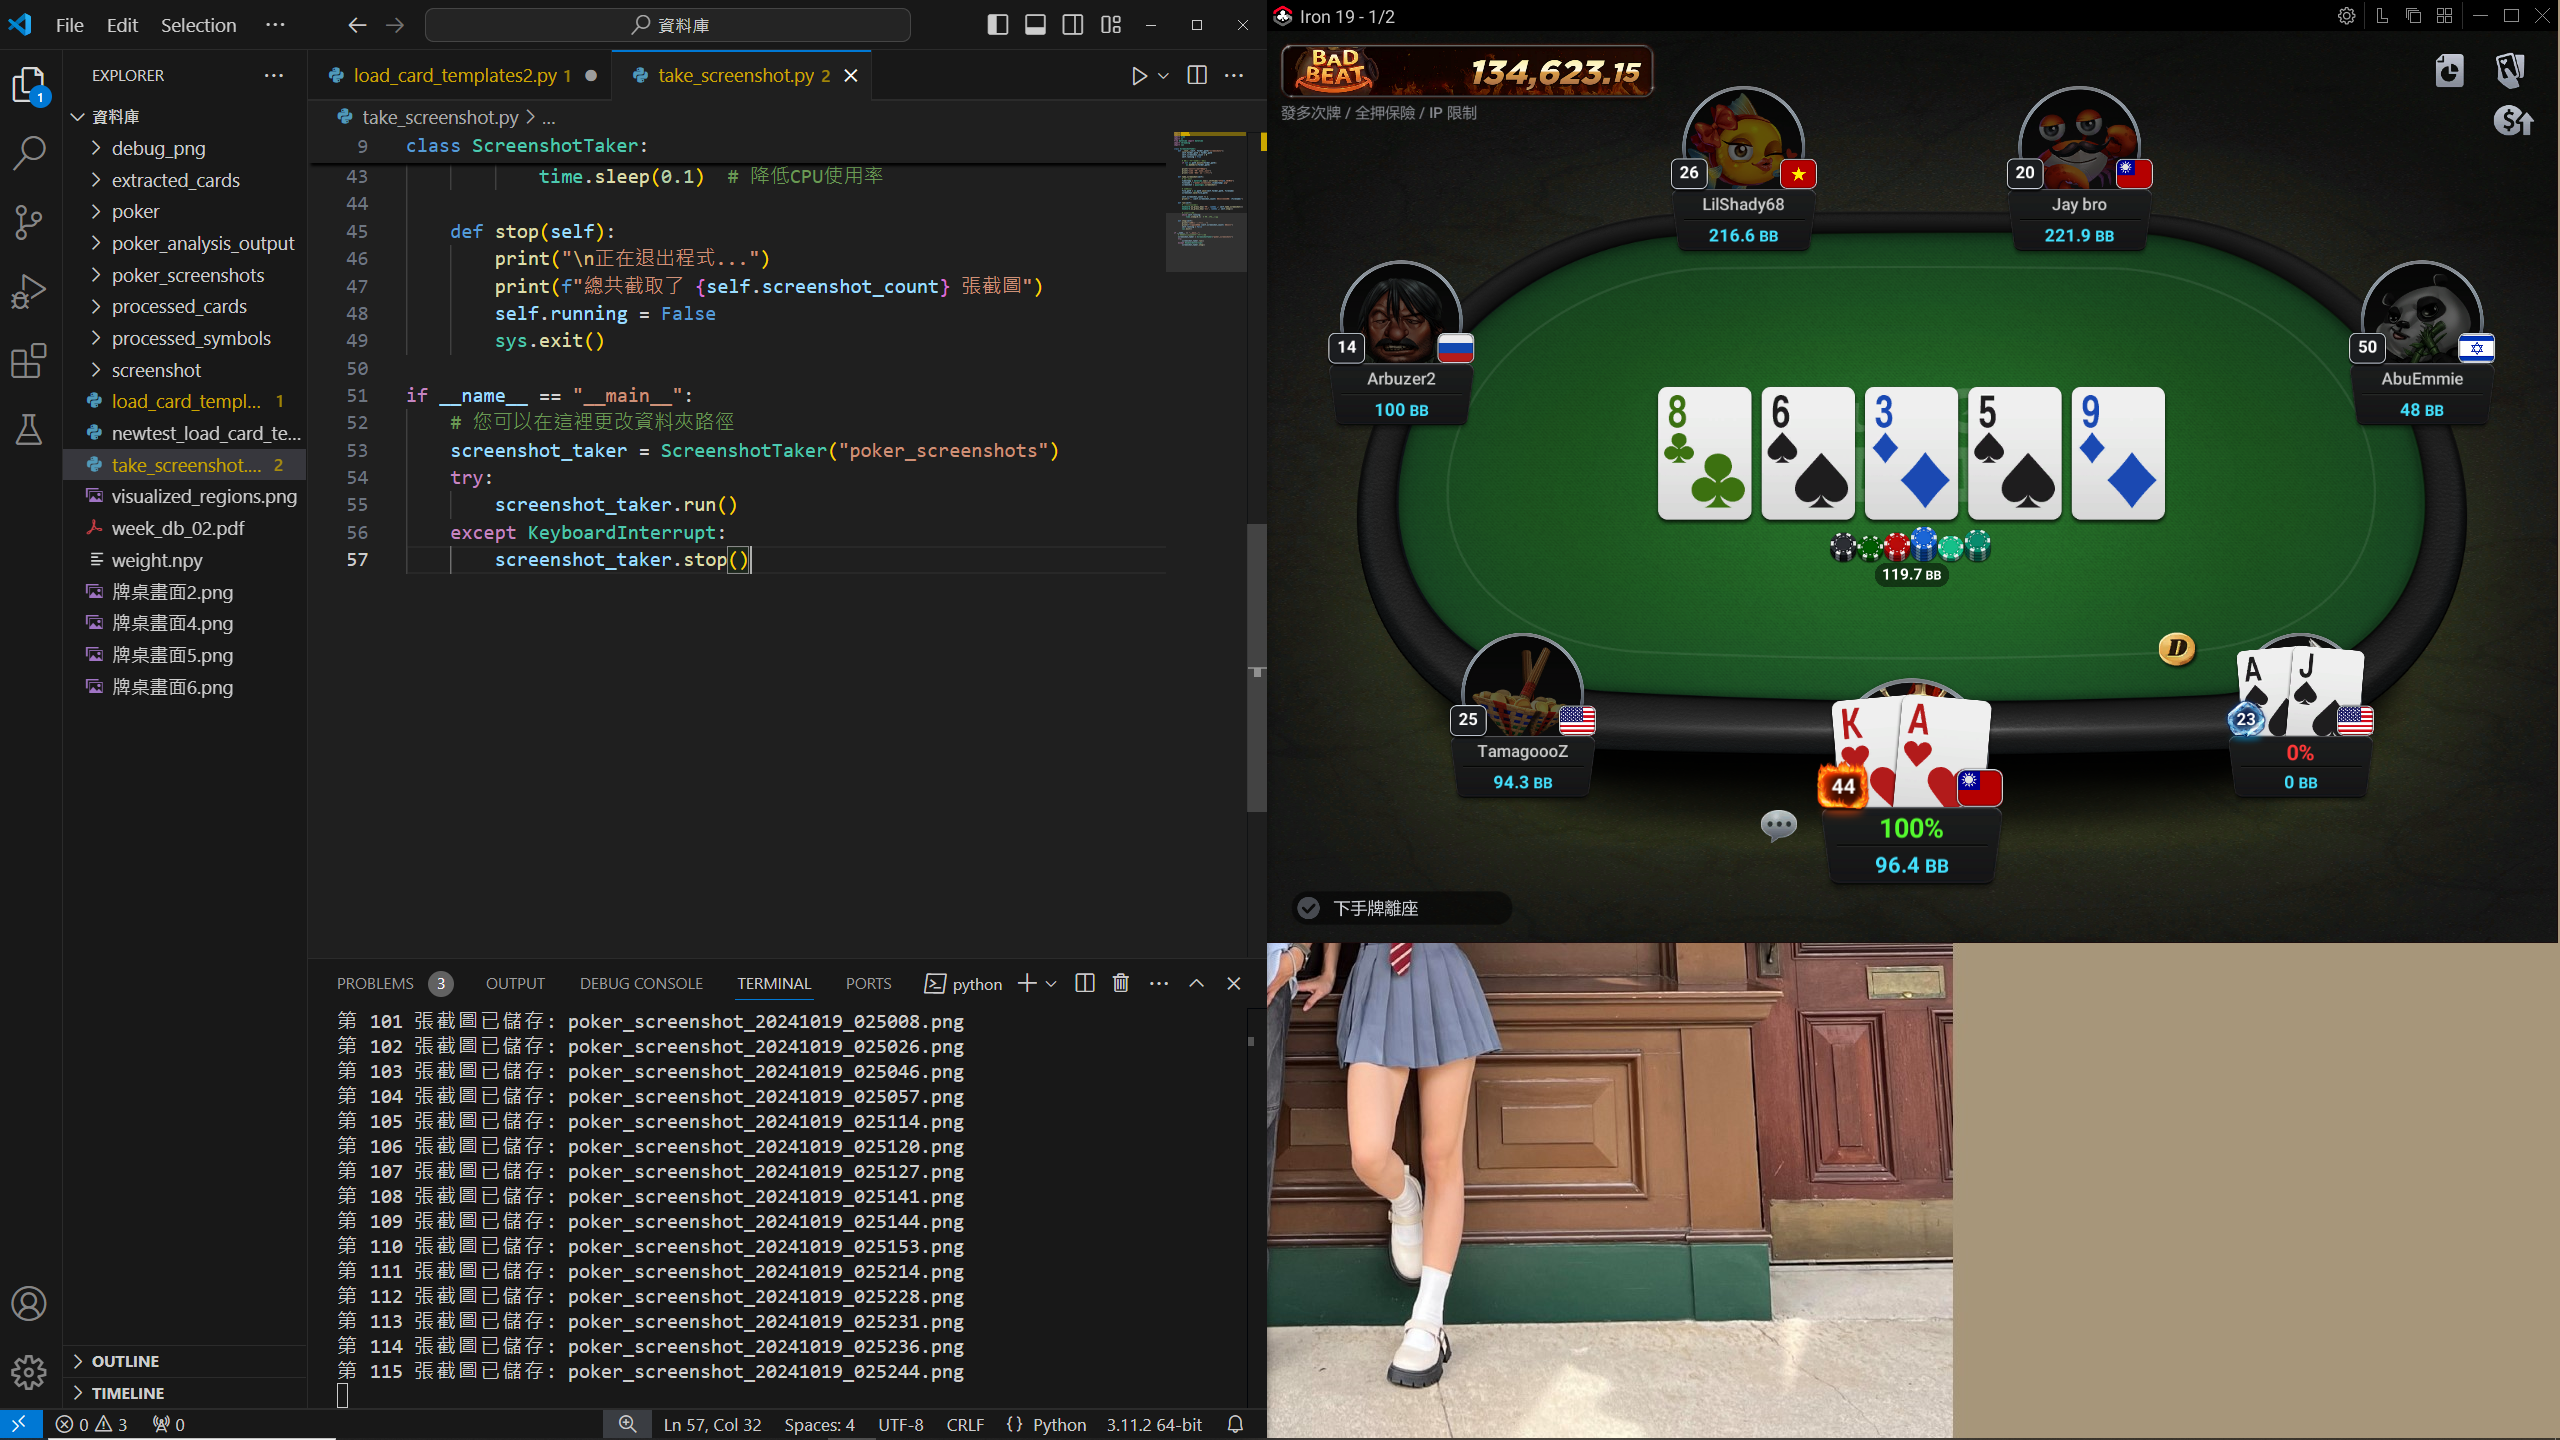 File Edit Selection ···
資料庫
EXPLORER ···
1
資料庫
debug_png
extracted_cards
poker
poker_analysis_output
poker_screenshots
processed_cards
processed_symbols
screenshot
load_card_templ... 1
newtest_load_card_te...
take_screenshot.... 2
visualized_regions.png
week_db_02.pdf
weight.npy
牌桌畫面2.png
牌桌畫面4.png
牌桌畫面5.png
牌桌畫面6.png
OUTLINE
TIMELINE
load_card_templates2.py 1
take_screenshot.py 2
take_screenshot.py > ...
9 class ScreenshotTaker:
43 time.sleep(0.1) # 降低CPU使用率
44
45 def stop(self):
46 print("\n正在退出程式...")
47 print(f"總共截取了 {self.screenshot_count} 張截圖")
48 self.running = False
49 sys.exit()
50
51 if __name__ == "__main__":
52 # 您可以在這裡更改資料夾路徑
53 screenshot_taker = ScreenshotTaker("poker_screenshots")
54 try:
55 screenshot_taker.run()
56 except KeyboardInterrupt:
57 screenshot_taker.stop()
PROBLEMS 3 OUTPUT DEBUG CONSOLE TERMINAL PORTS python
第 101 張截圖已儲存: poker_screenshot_20241019_025008.png
第 102 張截圖已儲存: poker_screenshot_20241019_025026.png
第 103 張截圖已儲存: poker_screenshot_20241019_025046.png
第 104 張截圖已儲存: poker_screenshot_20241019_025057.png
第 105 張截圖已儲存: poker_screenshot_20241019_025114.png
第 106 張截圖已儲存: poker_screenshot_20241019_025120.png
第 107 張截圖已儲存: poker_screenshot_20241019_025127.png
第 108 張截圖已儲存: poker_screenshot_20241019_025141.png
第 109 張截圖已儲存: poker_screenshot_20241019_025144.png
第 110 張截圖已儲存: poker_screenshot_20241019_025153.png
第 111 張截圖已儲存: poker_screenshot_20241019_025214.png
第 112 張截圖已儲存: poker_screenshot_20241019_025228.png
第 113 張截圖已儲存: poker_screenshot_20241019_025231.png
第 114 張截圖已儲存: poker_screenshot_20241019_025236.png
第 115 張截圖已儲存: poker_screenshot_20241019_025244.png
0 3 0 Ln 57, Col 32 Spaces: 4 UTF-8 CRLF {} Python 3.11.2 64-bit
Iron 19 - 1/2
BAD BEAT 134,623.15
發多次牌 / 全押保險 / IP 限制
26
LilShady68
216.6 BB
20
Jay bro
221.9 BB
14
Arbuzer2
100 BB
50
AbuEmmie
48 BB
8 6 3 5 9
119.7 BB
D
25
TamagoooZ
94.3 BB
K A
44
100%
96.4 BB
A J
23
0%
0 BB
下手牌離座